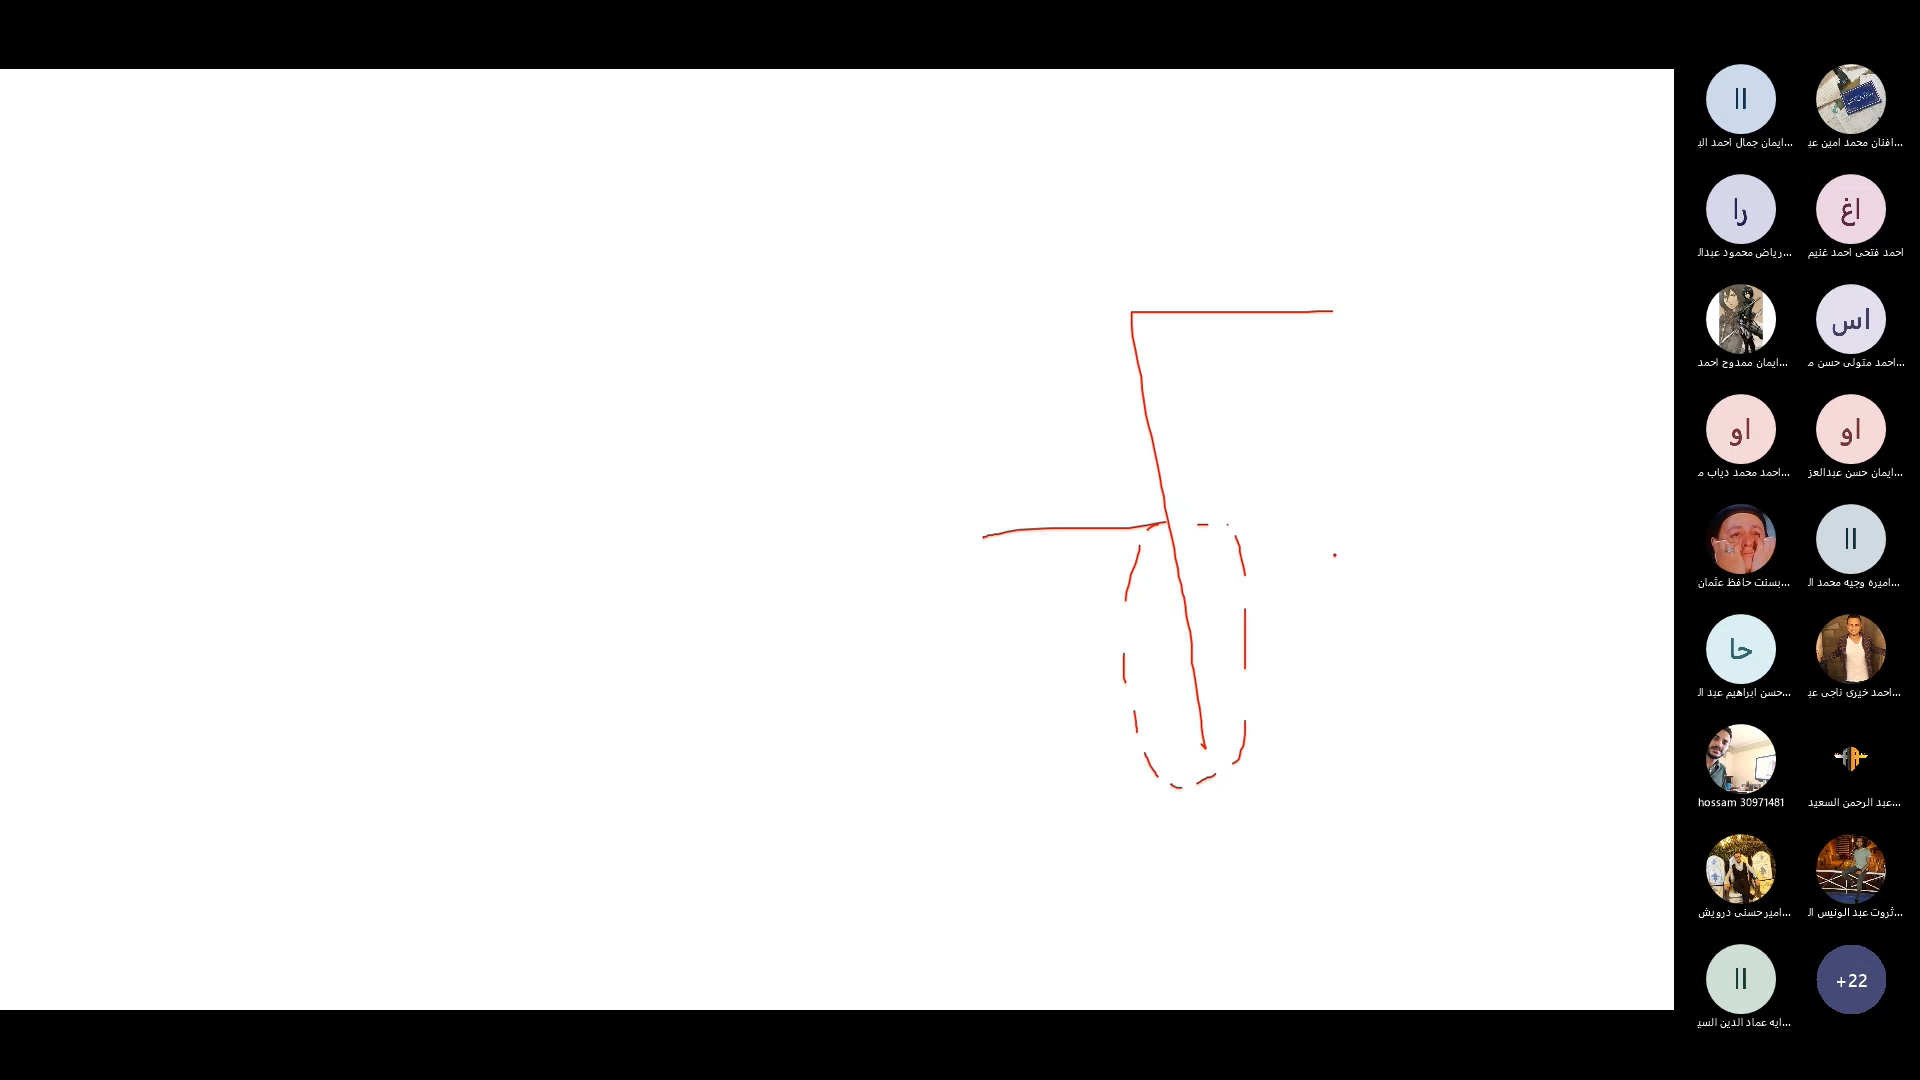 اا
ايمان جمال احمد الب...
افنان محمد امين عب...
را
رياض محمود عبدال...
اغ
احمد فتحى احمد غنيم
ايمان ممدوح احمد...
اس
احمد متولى حسن م...
او
احمد محمد دياب م...
او
ايمان حسن عبدالعز...
بسنت حافظ عثمان...
اا
اميره وجيه محمد ال...
حا
حسن ابراهيم عبد ال...
احمد خيرى ناجى عب...
hossam 30971481
عبد الرحمن السعيد...
امير حسنى درويش...
ثروت عبد الونيس ال...
اا
ايه عماد الدين السي...
+22